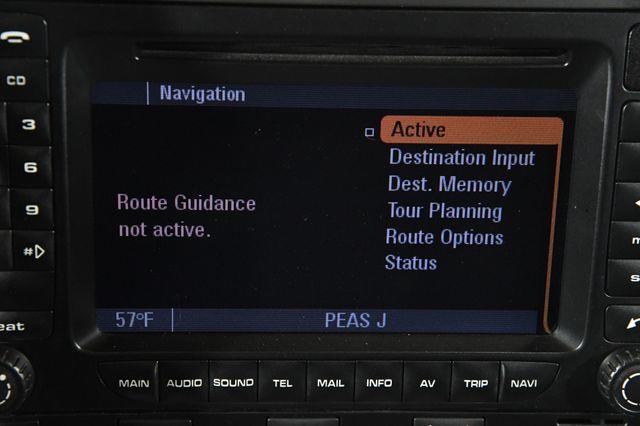 Navigation
Active
Destination Input
Dest. Memory
Tour Planning
Route Options
Status
Route Guidance
not active.
57°F
PEAS J
CD
3
6
9
#
MAIN
AUDIO
SOUND
TEL
MAIL
INFO
AV
TRIP
NAVI